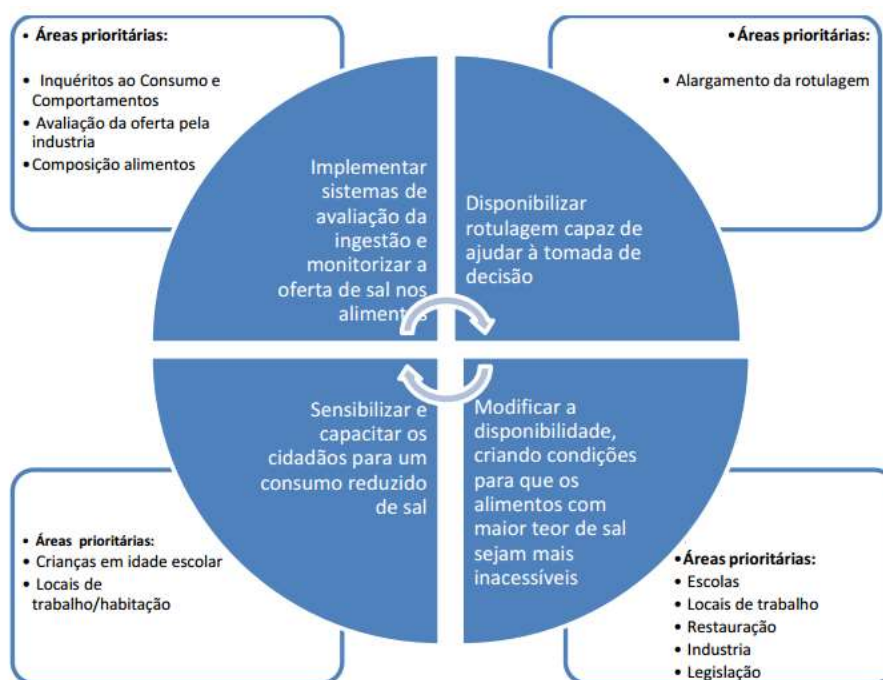 • Áreas prioritárias:
• Inquéritos ao Consumo e
Comportamentos
• Avaliação da oferta pela
industria
•Composição alimentos
Implementar
sistemas de
avaliação da
ingestão e
monitorizar a
oferta de sal nos
alimentos
•Áreas prioritárias:
• Alargamento da rotulagem
Disponibilizar
rotulagem capaz de
ajudar à tomada de
decisão
Sensibilizar e
capacitar os
cidadãos para um
consumo reduzido
de sal
• Áreas prioritárias:
• Crianças em idade escolar
• Locais de
trabalho/habitação
Modificar a
disponibilidade,
criando condições
para que os
alimentos com
maior teor de sal
sejam mais
inacessíveis
•Áreas prioritárias:
• Escolas
• Locais de trabalho
• Restauração
• Industria
• Legislação